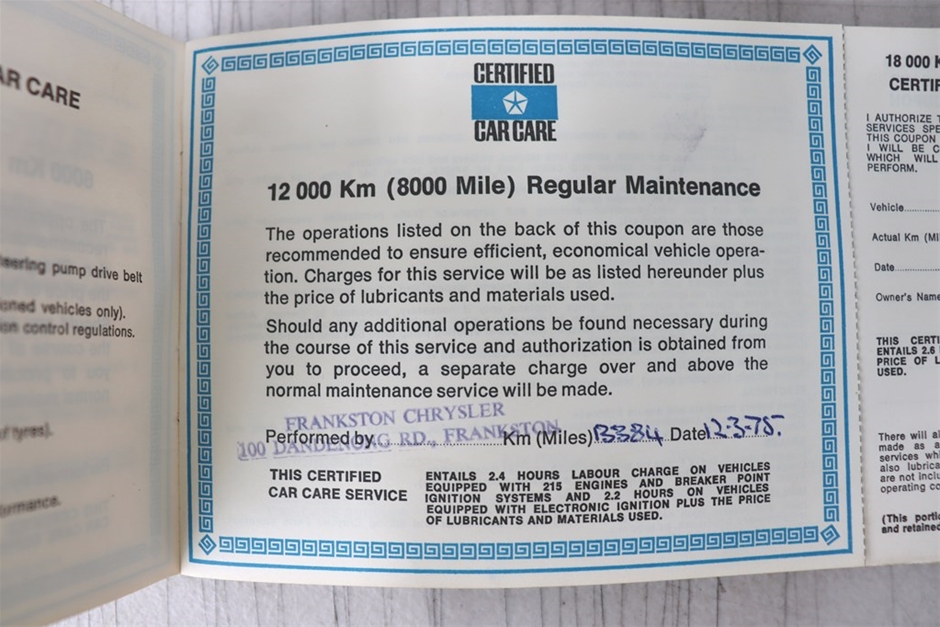 AR CARE
eering pump drive belt
oned vehicles only).
on control regulations.
of tyres).
ormance.
CERTIFIED
CAR CARE
12 000 Km (8000 Mile) Regular Maintenance
The operations listed on the back of this coupon are those
recommended to ensure efficient, economical vehicle opera-
tion. Charges for this service will be as listed hereunder plus
the price of lubricants and materials used.
Should any additional operations be found necessary during
the course of this service and authorization is obtained from
you to proceed, a separate charge over and above the
normal maintenance service will be made.
FRANKSTON CHRYSLER
100 DANDENONG RD., FRANKSTON
Performed by Km (Miles) 13384 Date 12-3-75.
THIS CERTIFIED
CAR CARE SERVICE
ENTAILS 2.4 HOURS LABOUR CHARGE ON VEHICLES
EQUIPPED WITH 215 ENGINES AND BREAKER POINT
IGNITION SYSTEMS AND 2.2 HOURS ON VEHICLES
EQUIPPED WITH ELECTRONIC IGNITION PLUS THE PRICE
OF LUBRICANTS AND MATERIALS USED.
18 000 K
CERTIF
I AUTHORIZE T
SERVICES SPE
THIS COUPON
I WILL BE C
WHICH WILL
PERFORM.
Vehicle
Actual Km (Mi
Date
Owner's Name
THIS CERTI
ENTAILS 2.6
PRICE OF L
USED.
There will al
made as a
services whi
also lubrica
are not inclu
operating co
(This portio
and retained